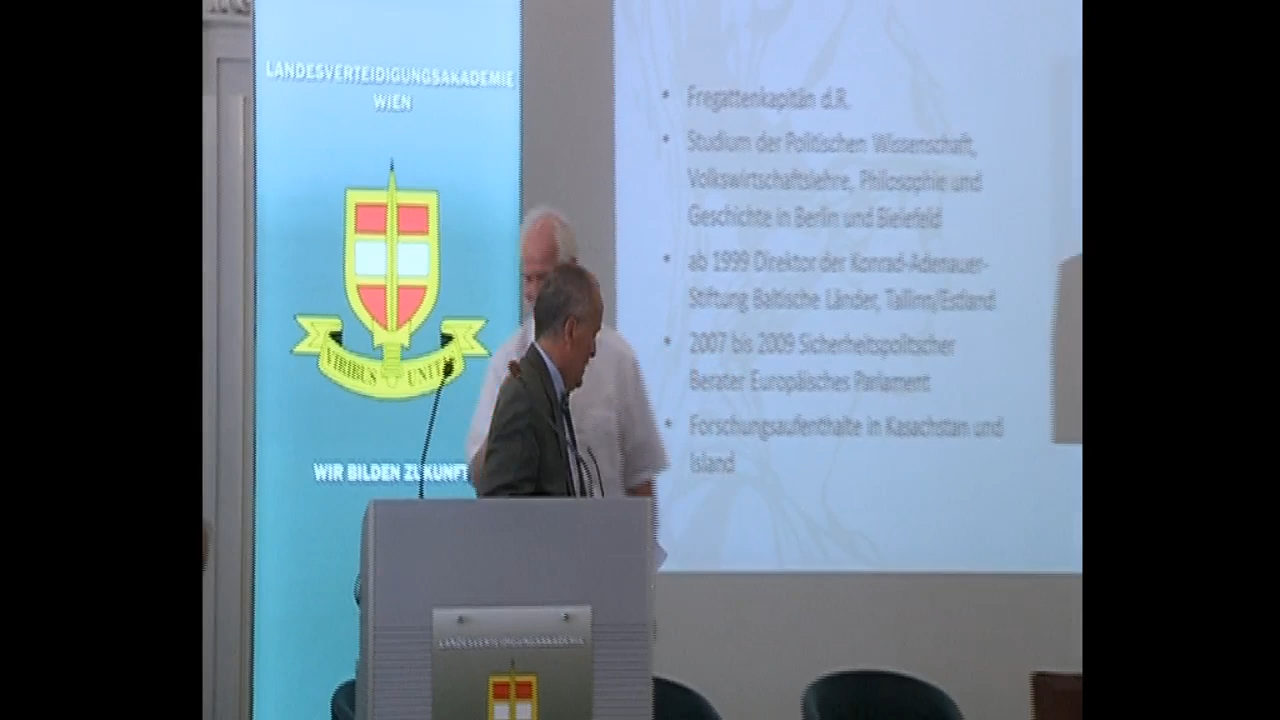 LANDESVERTEIDIGUNGSAKADEMIE
WIEN
VIRIBUS UNIT
WIR BILDEN ZUKUNFT
• Fregattenkapitän d.R.
• Studium der Politischen Wissenschaft,
Volkswirtschaftslehre, Philosophie und
Geschichte in Berlin und Bielefeld
• ab 1999 Direktor der Konrad-Adenauer-
Stiftung Baltische Länder, Tallinn/Estland
• 2007 bis 2009 Sicherheitspolitischer
Berater Europäisches Parlament
• Forschungsaufenthalte in Kasachstan und
Island
LANDESVERTEIDIGUNGSAKADEMIE